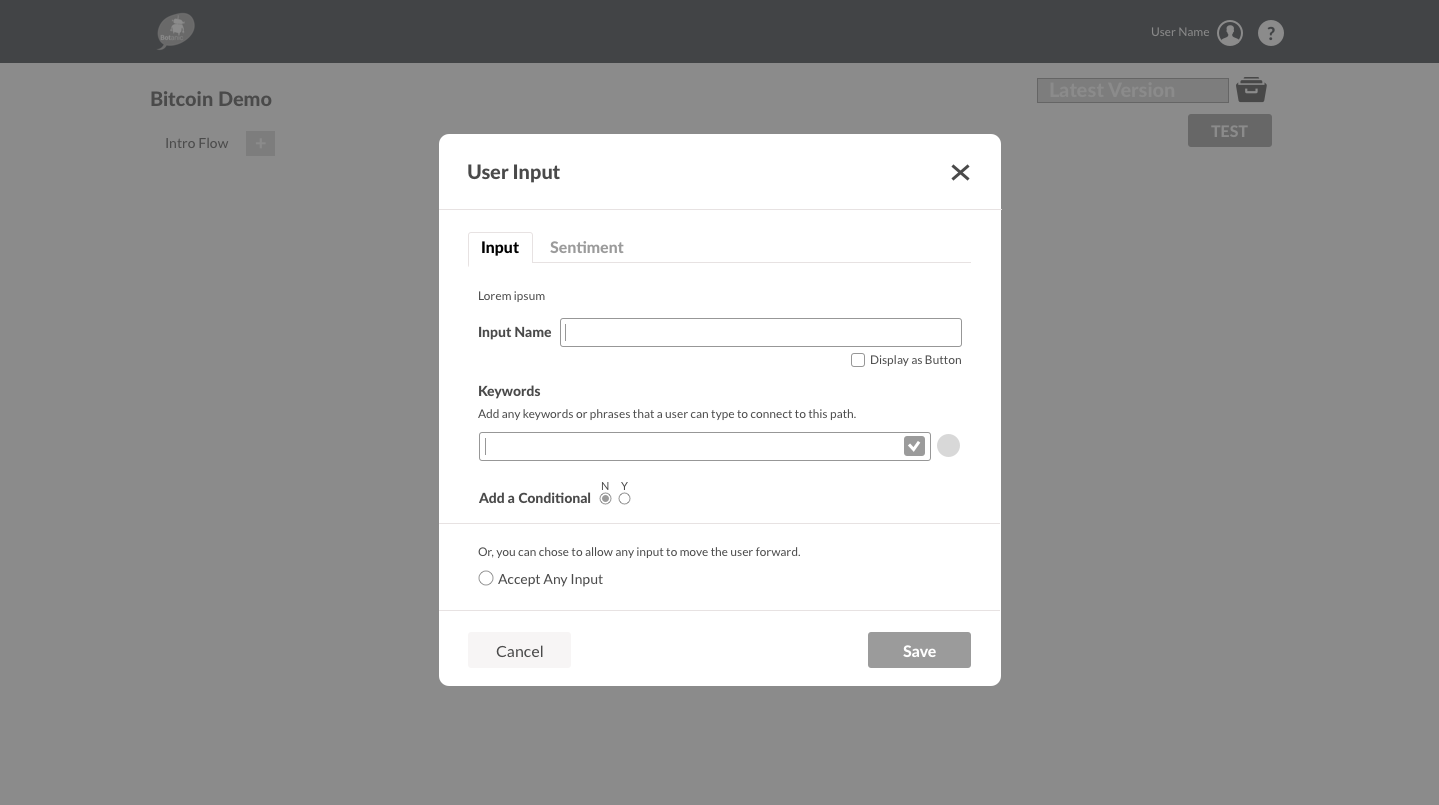 User Name
?
Bitcoin Demo
Latest Version
Intro Flow
+
TEST
User Input
Input
Sentiment
Lorem ipsum
Input Name
Display as Button
Keywords
Add any keywords or phrases that a user can type to connect to this path.
N Y
Add a Conditional
Or, you can chose to allow any input to move the user forward.
Accept Any Input
Cancel
Save